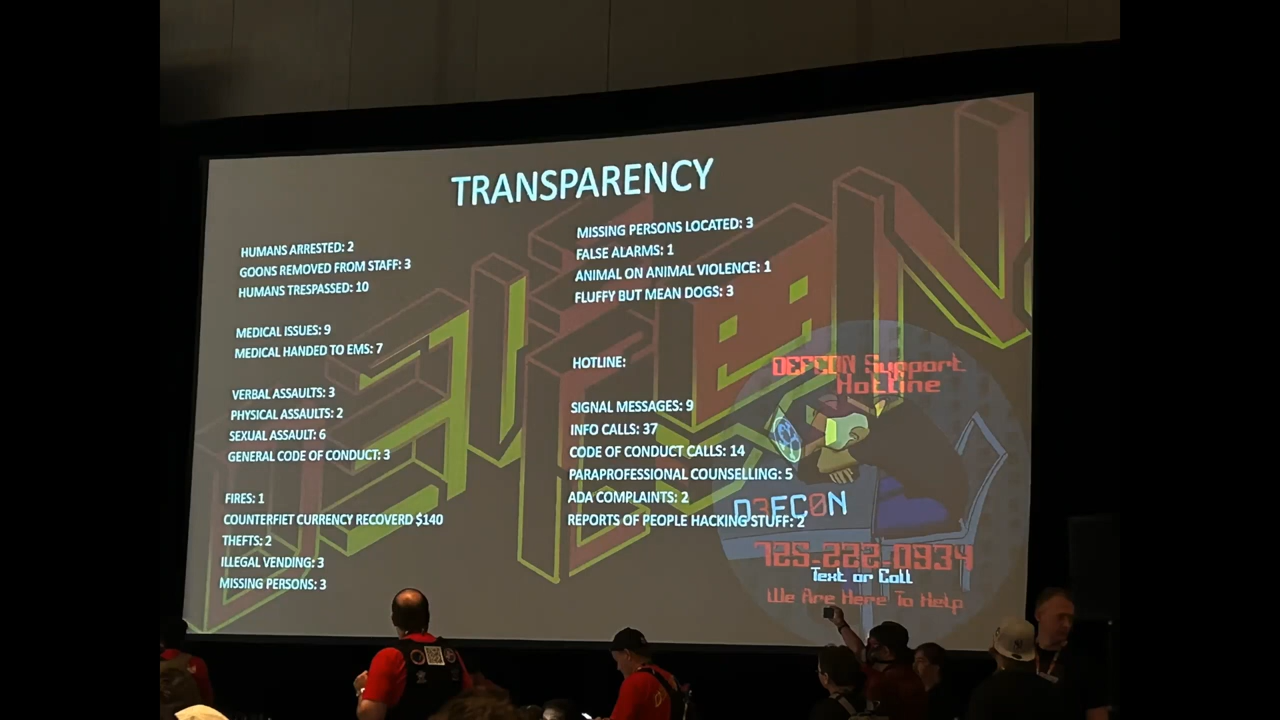 TRANSPARENCY
HUMANS ARRESTED: 2
GOONS REMOVED FROM STAFF: 3
HUMANS TRESPASSED: 10
MEDICAL ISSUES: 9
MEDICAL HANDED TO EMS: 7
VERBAL ASSAULTS: 3
PHYSICAL ASSAULTS: 2
SEXUAL ASSAULT: 6
GENERAL CODE OF CONDUCT: 3
FIRES: 1
COUNTERFIET CURRENCY RECOVERD $140
THEFTS: 2
ILLEGAL VENDING: 3
MISSING PERSONS: 3
MISSING PERSONS LOCATED: 3
FALSE ALARMS: 1
ANIMAL ON ANIMAL VIOLENCE: 1
FLUFFY BUT MEAN DOGS: 3
HOTLINE:
SIGNAL MESSAGES: 9
INFO CALLS: 37
CODE OF CONDUCT CALLS: 14
PARAPROFESSIONAL COUNSELLING: 5
ADA COMPLAINTS: 2
REPORTS OF PEOPLE HACKING STUFF: 2
DEFCON Support
Hotline
D3FC0N
725-222-0934
Text or Call
We Are Here To Help